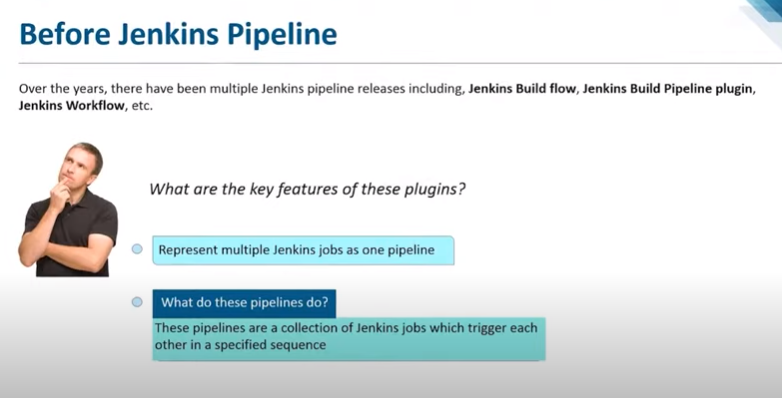 Before Jenkins Pipeline
Over the years, there have been multiple Jenkins pipeline releases including, Jenkins Build flow, Jenkins Build Pipeline plugin,
Jenkins Workflow, etc.
What are the key features of these plugins?
Represent multiple Jenkins jobs as one pipeline
What do these pipelines do?
These pipelines are a collection of Jenkins jobs which trigger each
other in a specified sequence